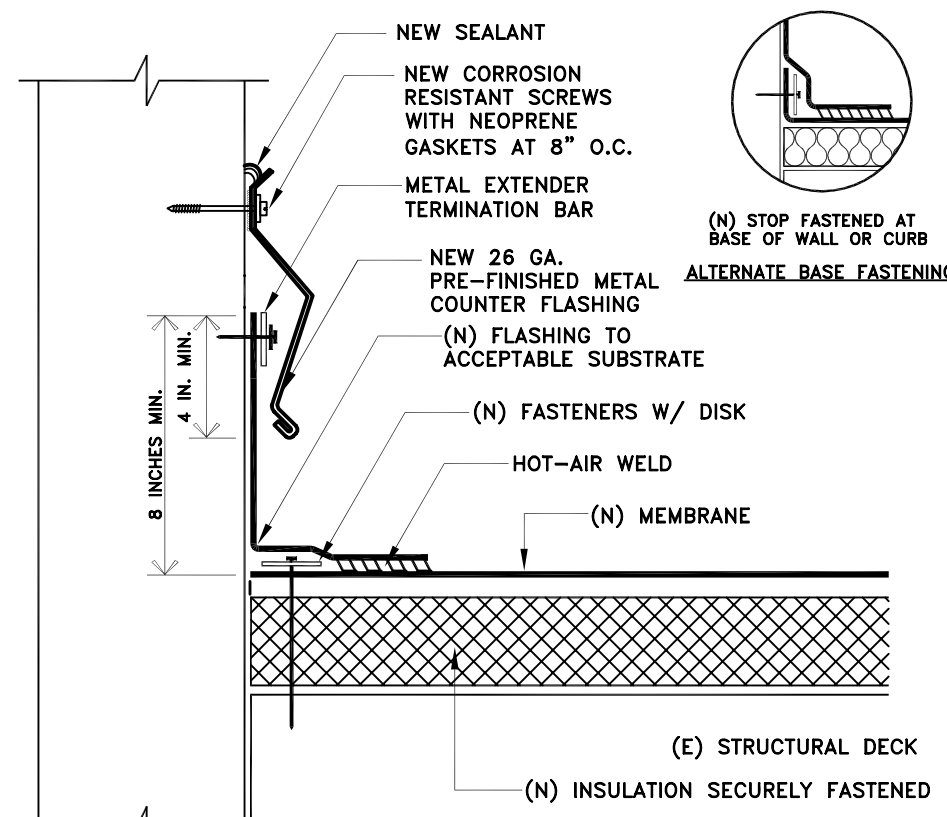 NEW SEALANT
NEW CORROSION
RESISTANT SCREWS
WITH NEOPRENE
GASKETS AT 8” O.C.
METAL EXTENDER
TERMINATION BAR
NEW 26 GA.
PRE–FINISHED METAL
COUNTER FLASHING
(N) FLASHING TO
ACCEPTABLE SUBSTRATE
(N) FASTENERS W/ DISK
HOT–AIR WELD
(N) MEMBRANE
(E) STRUCTURAL DECK
(N) INSULATION SECURELY FASTENED
8 INCHES MIN.
4 IN. MIN.
(N) STOP FASTENED AT
BASE OF WALL OR CURB
ALTERNATE BASE FASTENING